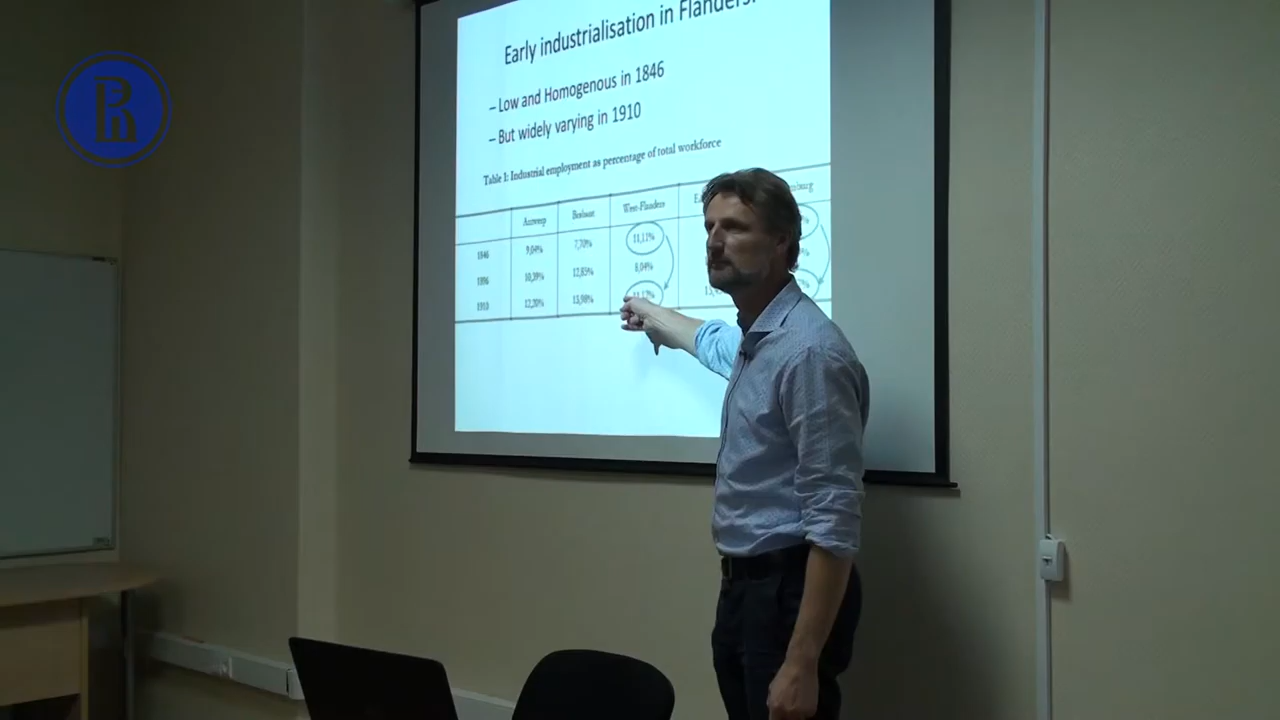 Early industrialisation in Flanders.
– Low and Homogenous in 1846
– But widely varying in 1910
Table 1: Industrial employment as percentage of total workforce
Antwerp Brabant West-Flanders
1846 9,04% 7,70% 11,11%
1896 10,39% 12,85% 8,04%
1910 12,20% 15,98%